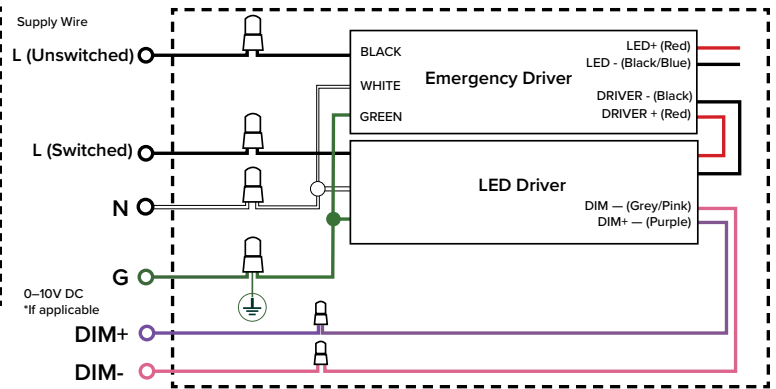 Supply Wire
L (Unswitched)
BLACK
WHITE
GREEN
Emergency Driver
LED+ (Red)
LED - (Black/Blue)
DRIVER - (Black)
DRIVER + (Red)
L (Switched)
N
LED Driver
DIM — (Grey/Pink)
DIM+ — (Purple)
G
0–10V DC
*If applicable
DIM+
DIM-